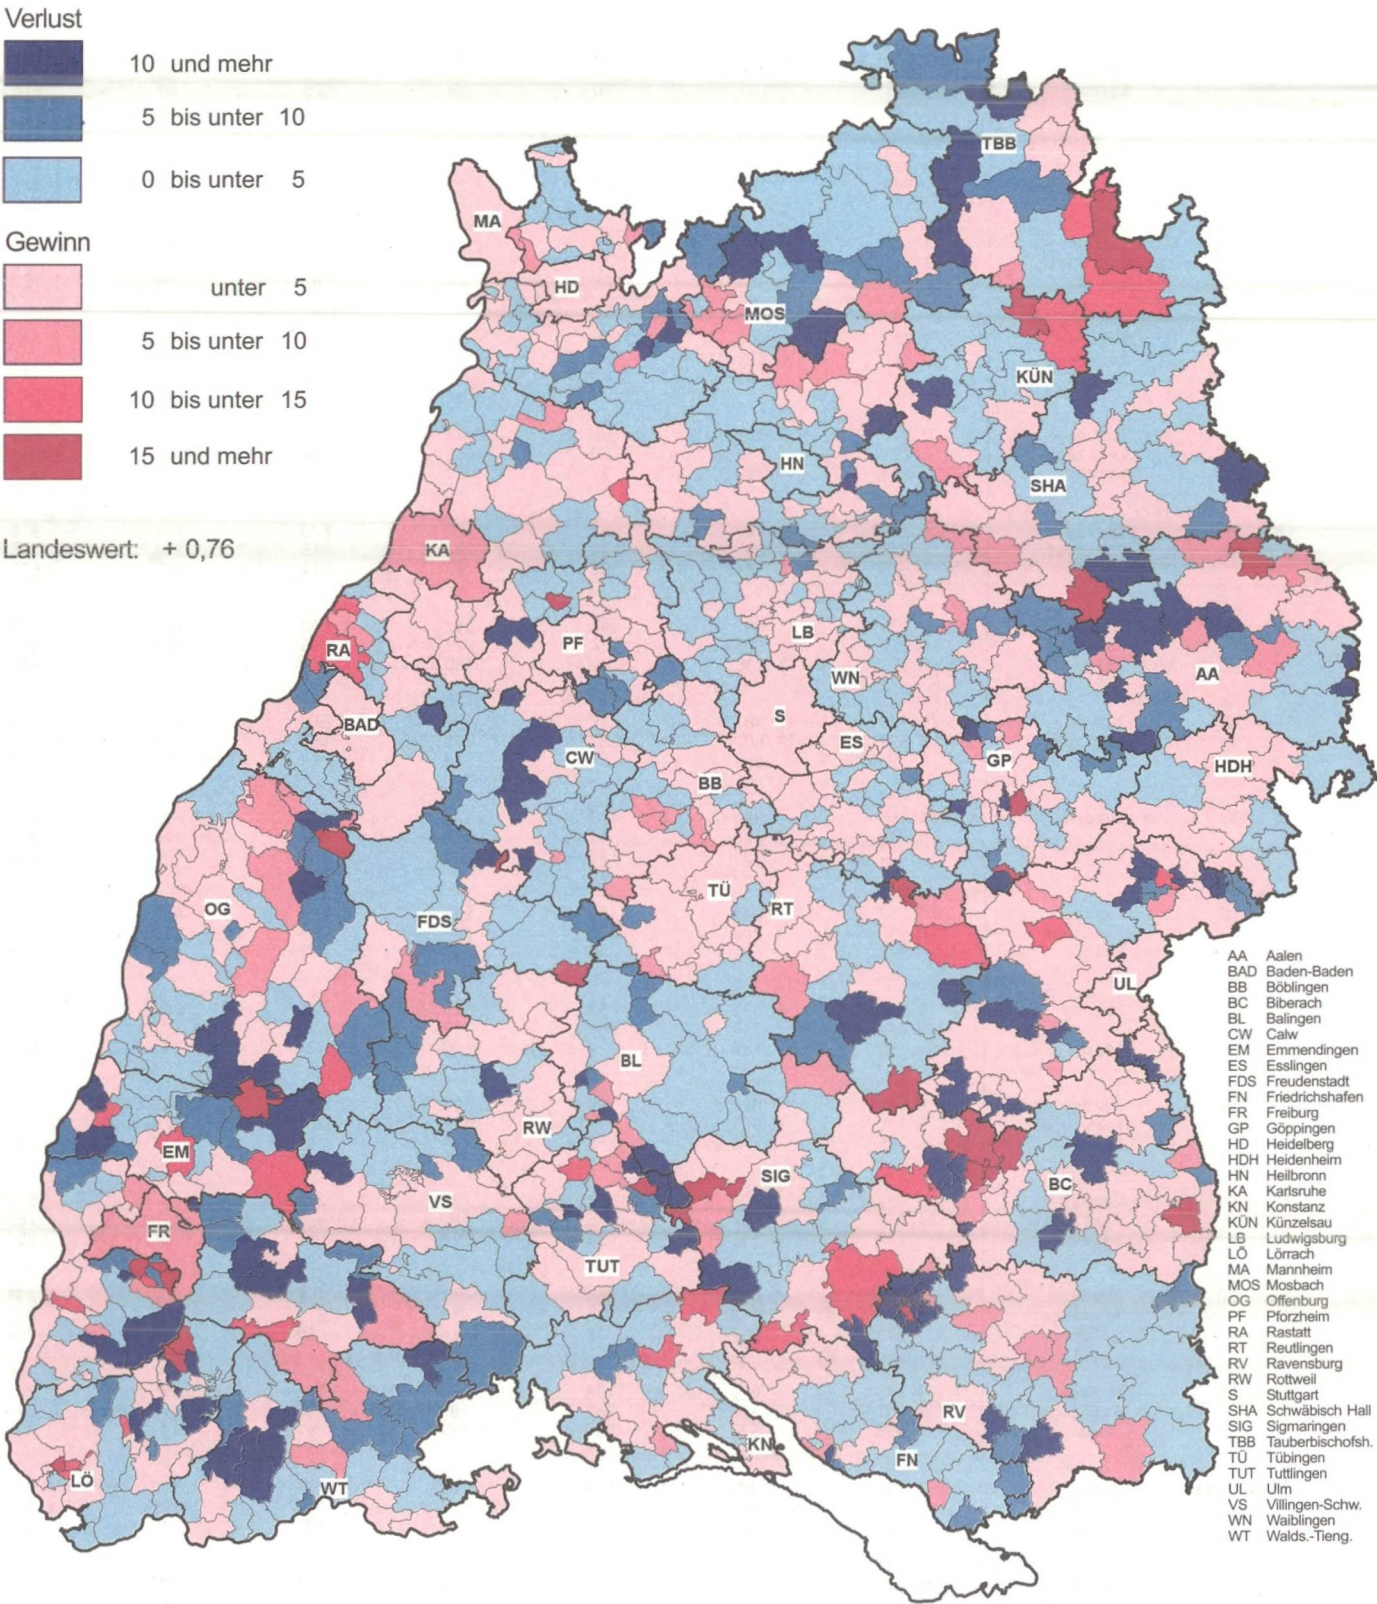 Verlust
10 und mehr
5 bis unter 10
0 bis unter 5
Gewinn
unter 5
5 bis unter 10
10 bis unter 15
15 und mehr
Landeswert: + 0,76
TBB
MA
HD
MOS
KÜN
HN
SHA
KA
RA
PF
LB
WN
AA
BAD
S
ES
CW
BB
GP
HDH
TÜ
RT
OG
FDS
UL
BL
RW
EM
SIG
BC
VS
FR
TUT
RV
KN
FN
LÖ
WT
AA Aalen
BAD Baden-Baden
BB Böblingen
BC Biberach
BL Balingen
CW Calw
EM Emmendingen
ES Esslingen
FDS Freudenstadt
FN Friedrichshafen
FR Freiburg
GP Göppingen
HD Heidelberg
HDH Heidenheim
HN Heilbronn
KA Karlsruhe
KN Konstanz
KÜN Künzelsau
LB Ludwigsburg
LÖ Lörrach
MA Mannheim
MOS Mosbach
OG Offenburg
PF Pforzheim
RA Rastatt
RT Reutlingen
RV Ravensburg
RW Rottweil
S Stuttgart
SHA Schwäbisch Hall
SIG Sigmaringen
TBB Tauberbischofsh.
TÜ Tübingen
TUT Tuttlingen
UL Ulm
VS Villingen-Schw.
WN Waiblingen
WT Walds.-Tieng.